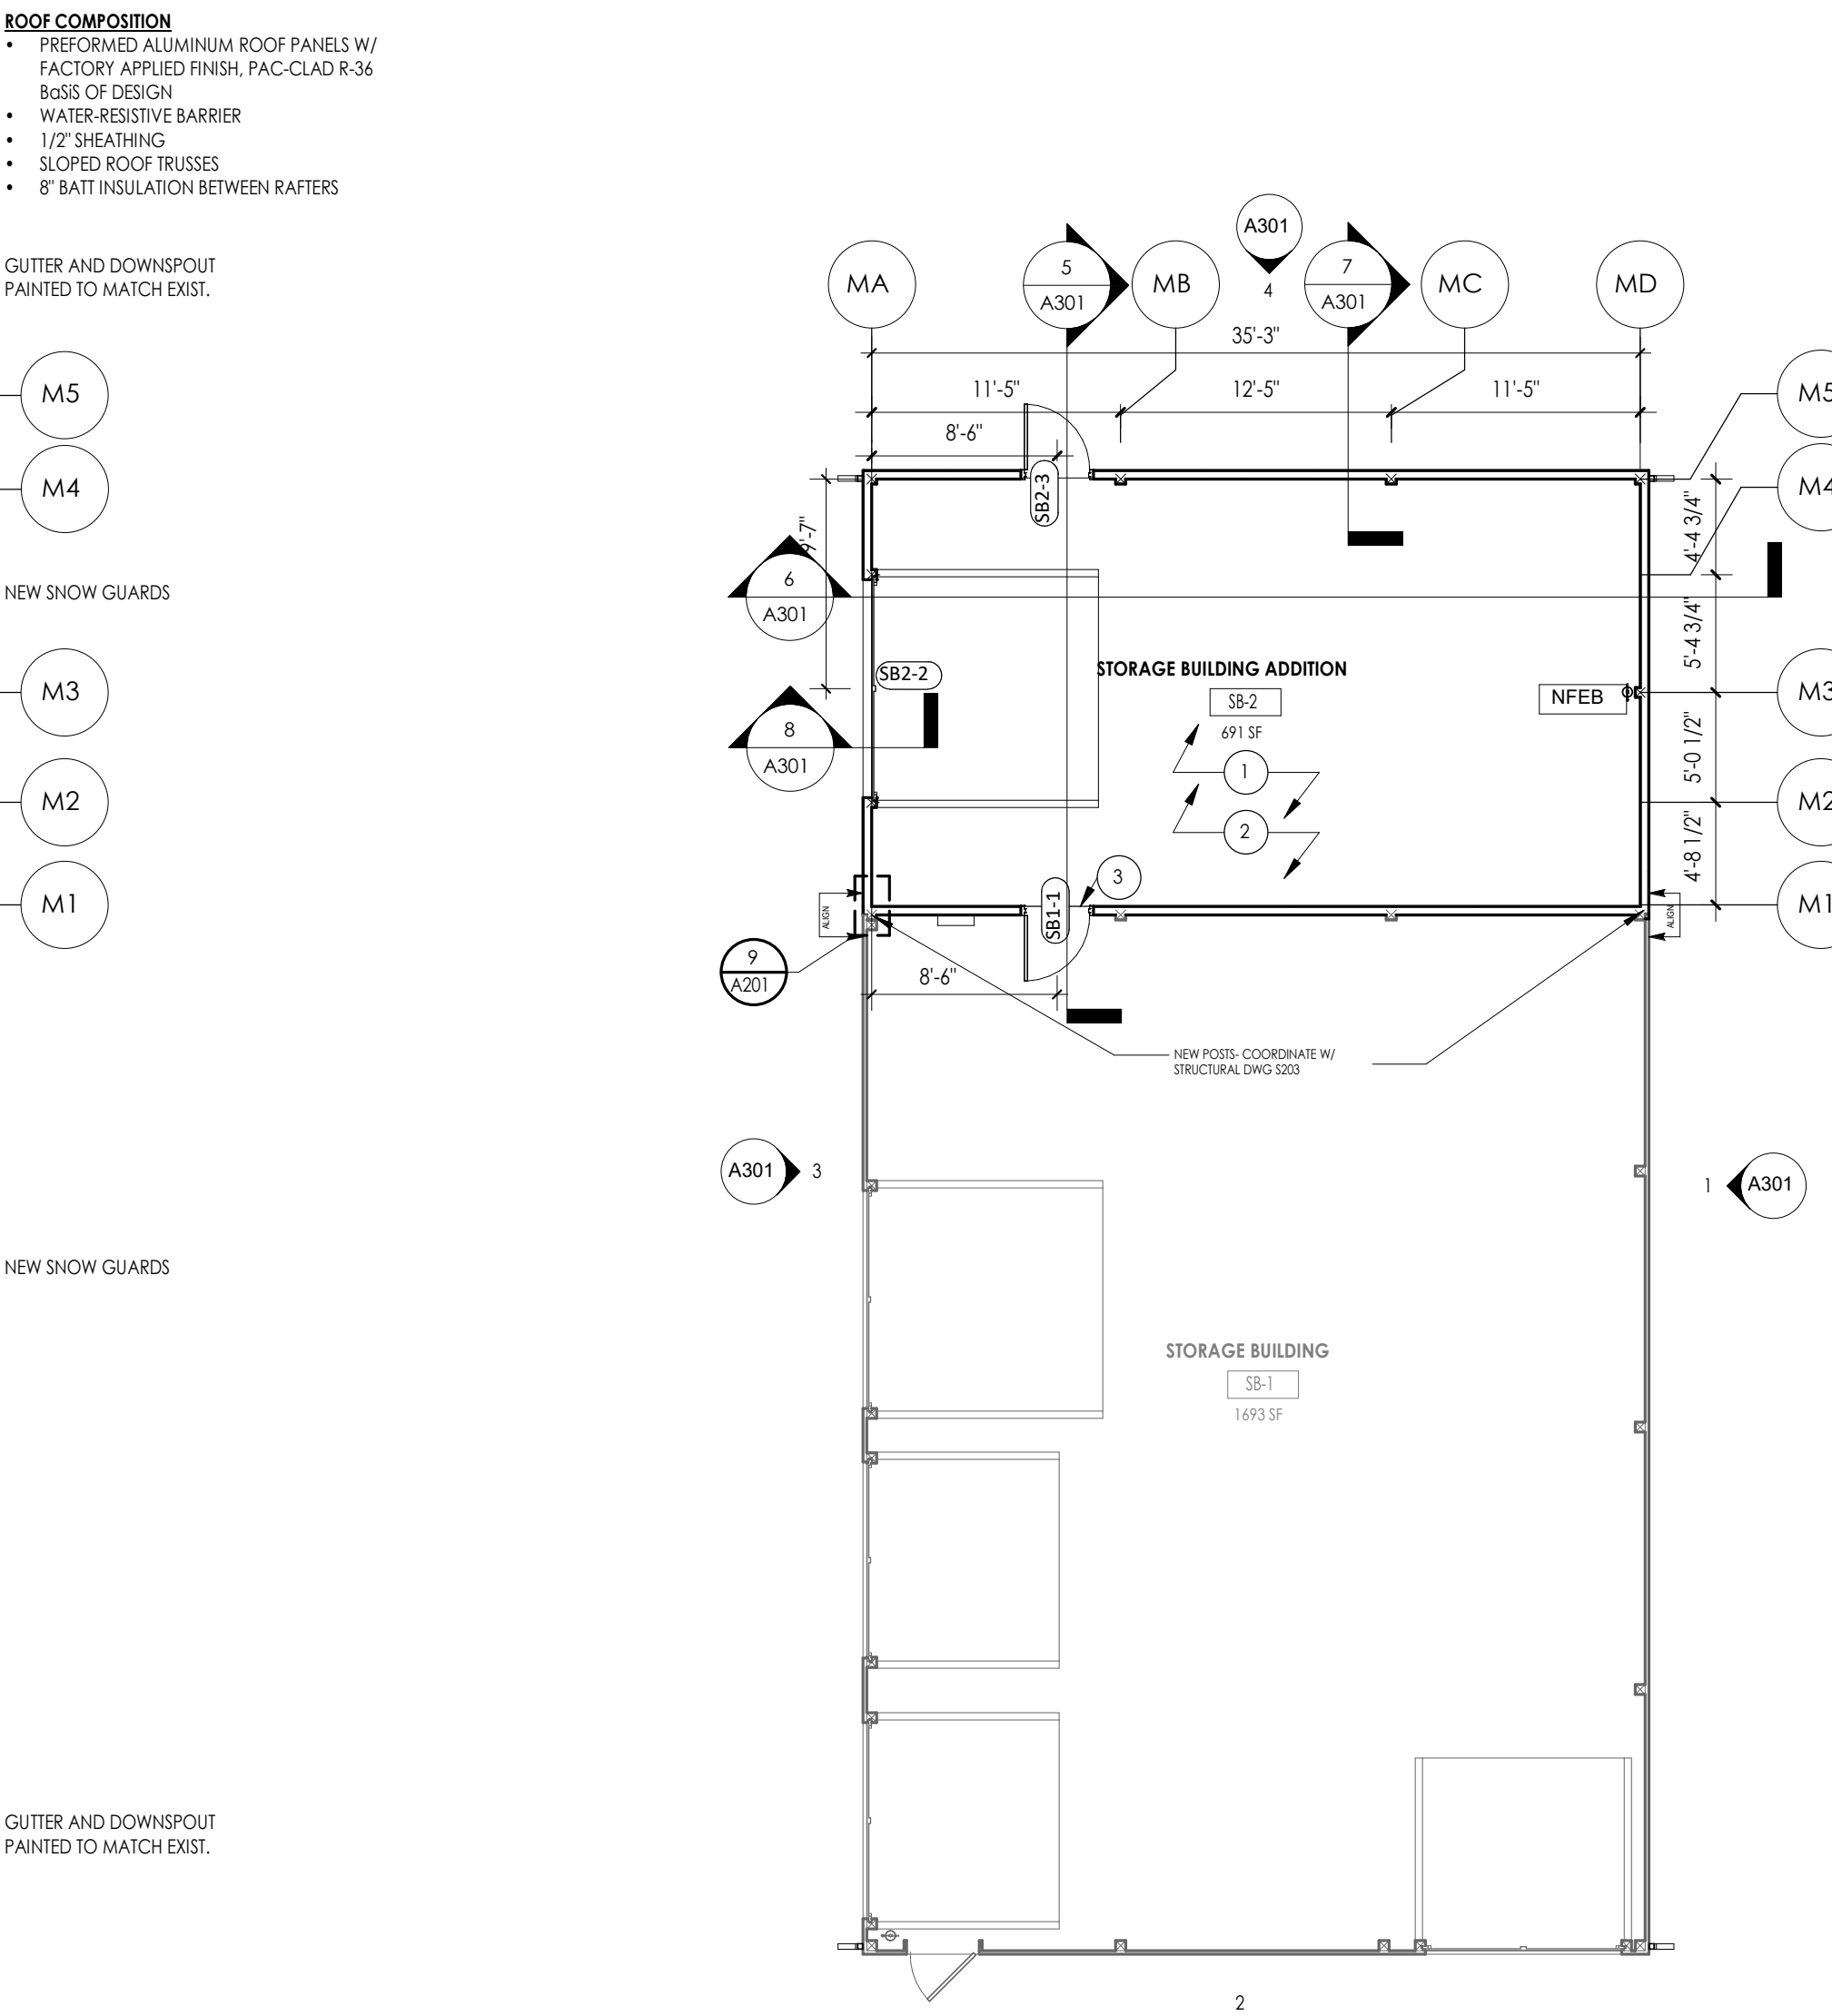 ROOF COMPOSITION
• PREFORMED ALUMINUM ROOF PANELS W/
FACTORY APPLIED FINISH, PAC-CLAD R-36
BaSiS OF DESIGN
• WATER-RESISTIVE BARRIER
• 1/2" SHEATHING
• SLOPED ROOF TRUSSES
• 8" BATT INSULATION BETWEEN RAFTERS
GUTTER AND DOWNSPOUT
PAINTED TO MATCH EXIST.
M5
M4
NEW SNOW GUARDS
M3
M2
M1
NEW SNOW GUARDS
GUTTER AND DOWNSPOUT
PAINTED TO MATCH EXIST.
MA
5
A301
MB
A301
4
7
A301
MC
MD
35'-3"
11'-5"
12'-5"
11'-5"
8'-6"
SB2-3
9'-7"
6
A301
SB2-2
8
A301
STORAGE BUILDING ADDITION
SB-2
691 SF
1
2
3
NFEB
4'-4 3/4"
5'-4 3/4"
5'-0 1/2"
4'-8 1/2"
M5
M4
M3
M2
M1
ALIGN
ALIGN
SB1-1
9
A201
8'-6"
NEW POSTS- COORDINATE W/
STRUCTURAL DWG S203
A301
3
1
A301
STORAGE BUILDING
SB-1
1693 SF
2